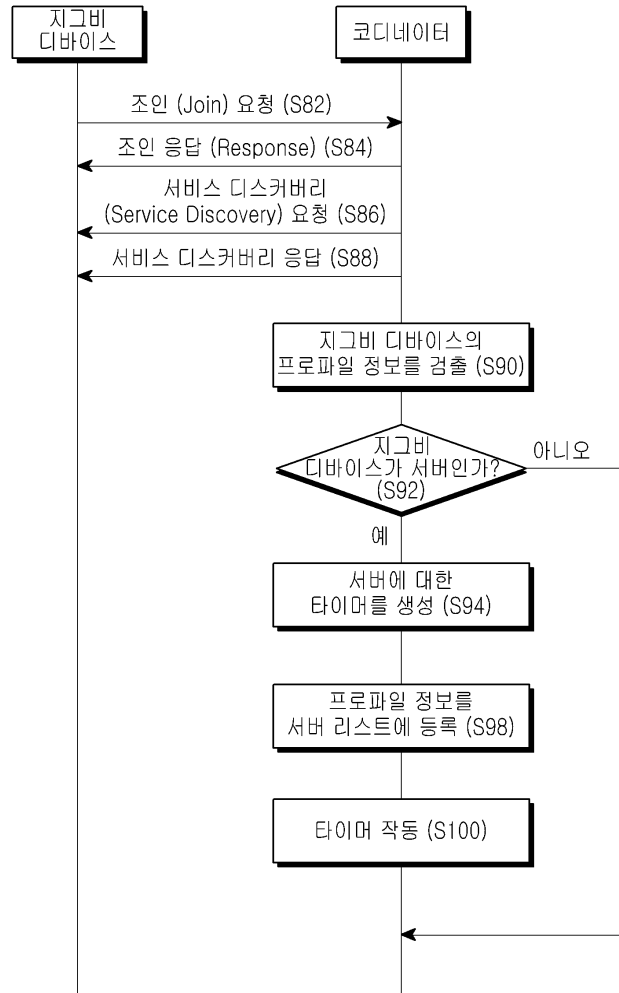 지그비
디바이스
코디네이터
조인 (Join) 요청 (S82)
조인 응답 (Response) (S84)
서비스 디스커버리
(Service Discovery) 요청 (S86)
서비스 디스커버리 응답 (S88)
지그비 디바이스의
프로파일 정보를 검출 (S90)
지그비
디바이스가 서버인가?
(S92)
아니오
예
서버에 대한
타이머를 생성 (S94)
프로파일 정보를
서버 리스트에 등록 (S98)
타이머 작동 (S100)